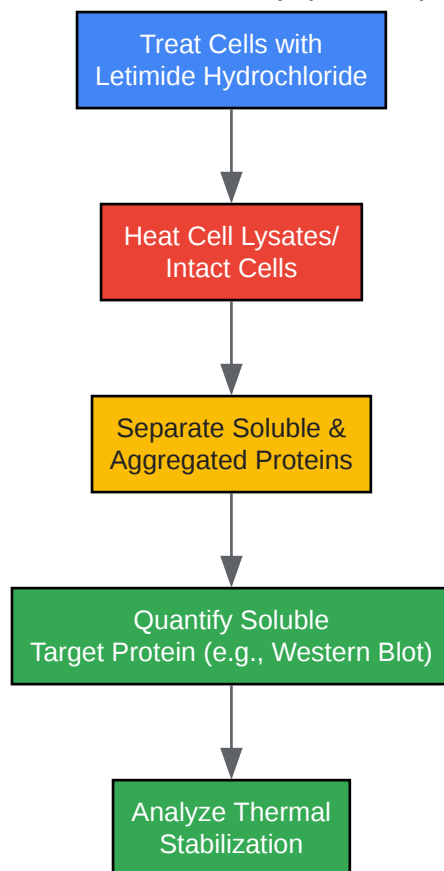 Treat Cells with
Letimide Hydrochloride
Heat Cell Lysates/
Intact Cells
Separate Soluble &
Aggregated Proteins
Quantify Soluble
Target Protein (e.g., Western Blot)
Analyze Thermal
Stabilization